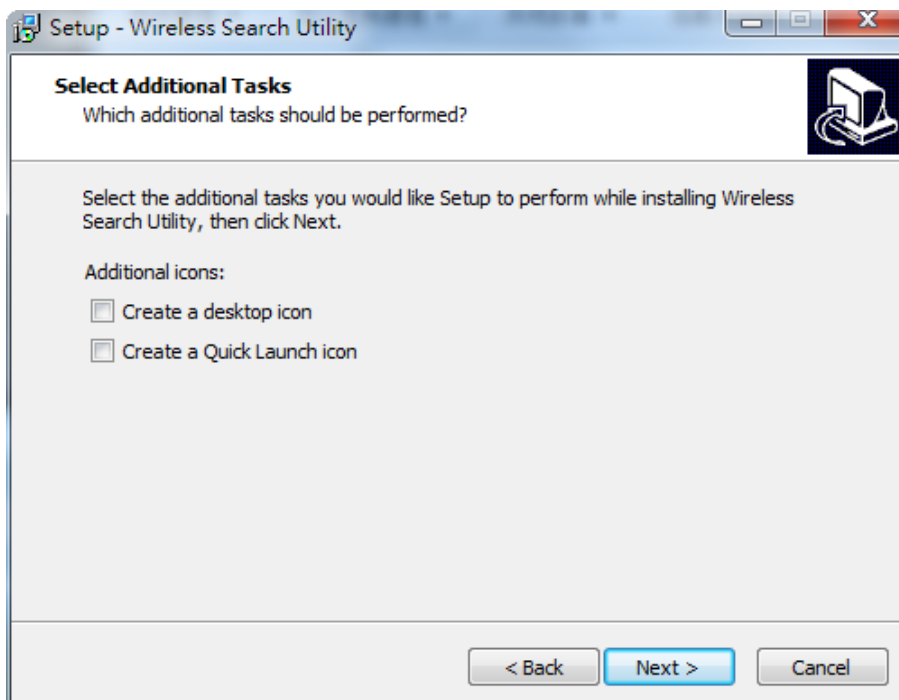 Setup - Wireless Search Utility
Select Additional Tasks
Which additional tasks should be performed?
Select the additional tasks you would like Setup to perform while installing Wireless
Search Utility, then click Next.
Additional icons:
Create a desktop icon
Create a Quick Launch icon
< Back
Next >
Cancel